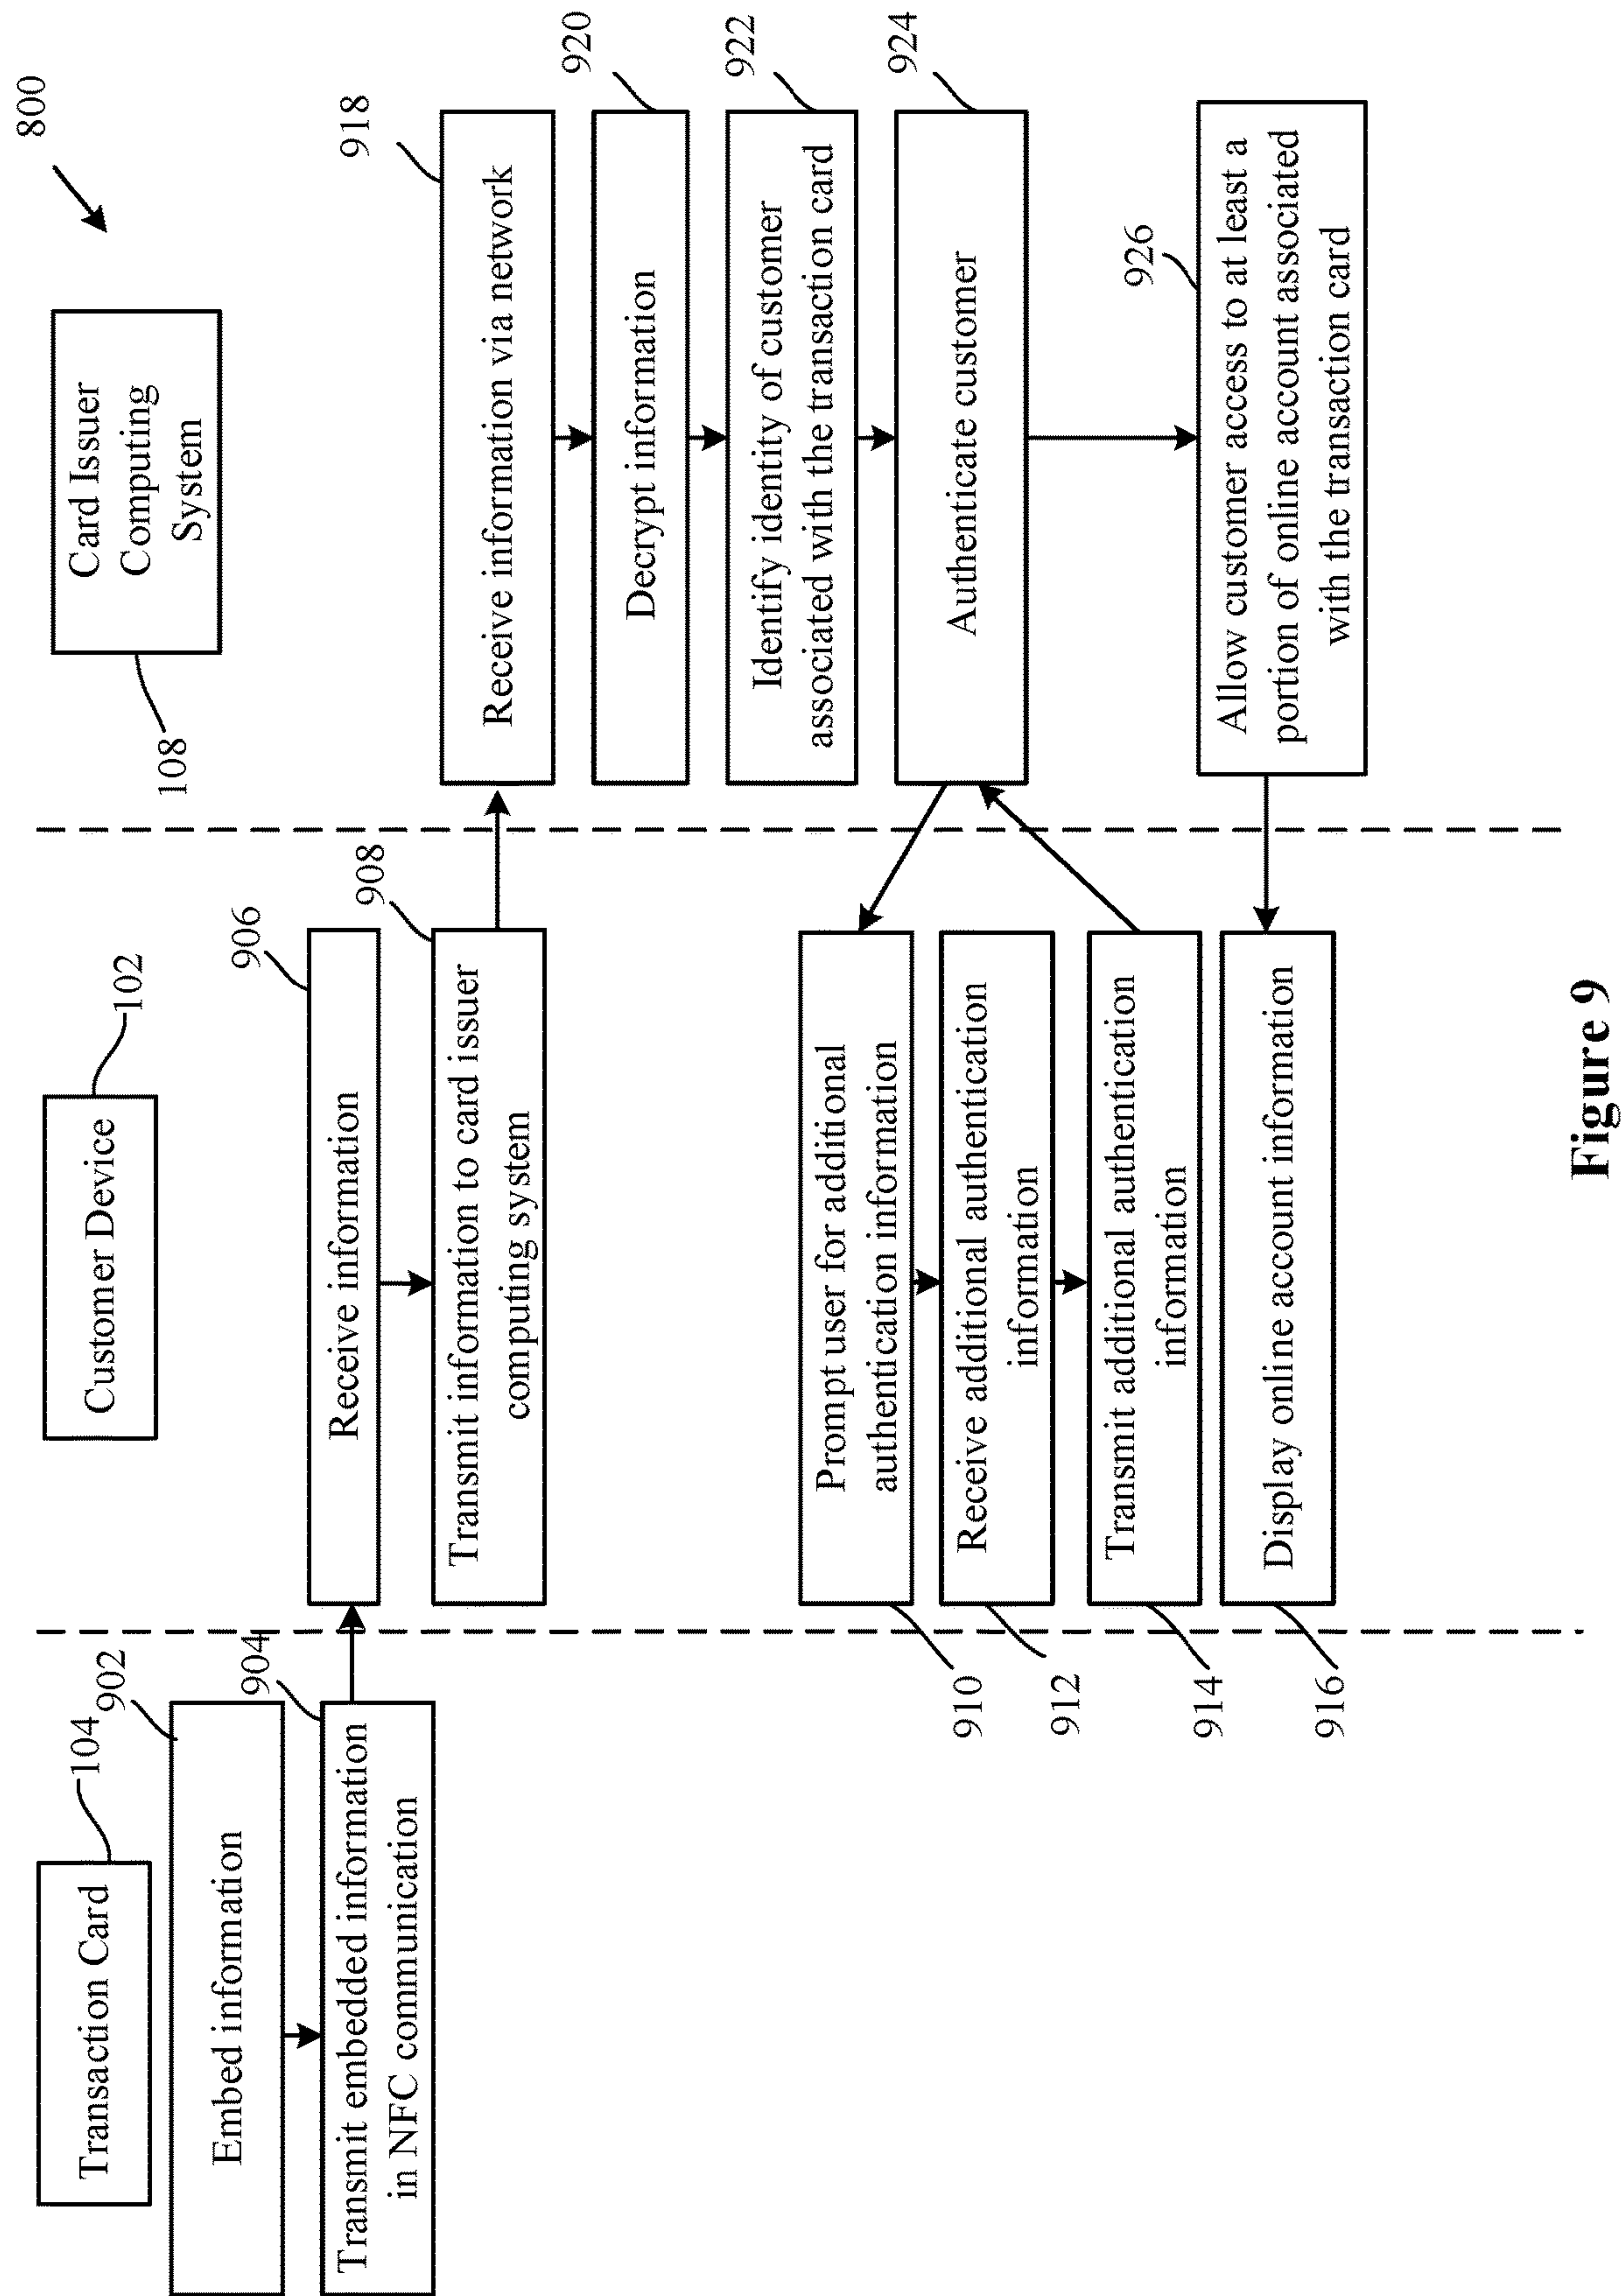 800
Transaction Card
104
Customer Device
102
Card Issuer
Computing
System
108
902
Embed information
904
Transmit embedded information
in NFC communication
906
Receive information
908
Transmit information to card issuer
computing system
918
Receive information via network
920
Decrypt information
922
Identify identity of customer
associated with the transaction card
924
Authenticate customer
910
Prompt user for additional
authentication information
912
Receive additional authentication
information
914
Transmit additional authentication
information
926
Allow customer access to at least a
portion of online account associated
with the transaction card
916
Display online account information
Figure 9